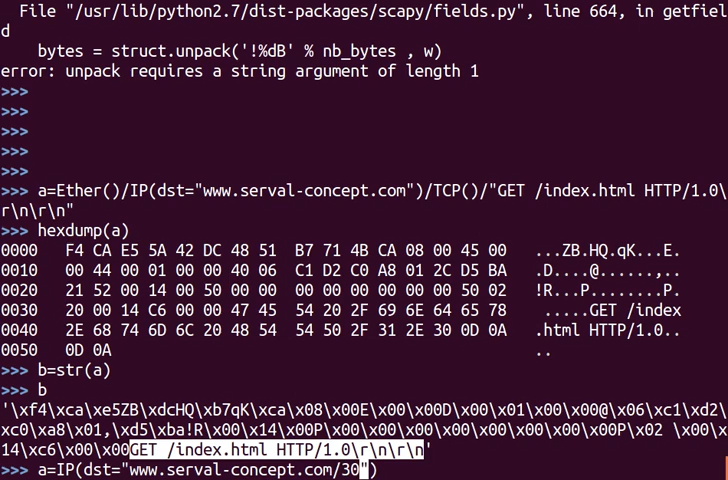 File "/usr/lib/python2.7/dist-packages/scapy/fields.py", line 664, in getfiel
d
bytes = struct.unpack('!%dB' % nb_bytes , w)
error: unpack requires a string argument of length 1
>>>
>>>
>>>
>>>
>>>
>>> a=Ether()/IP(dst="www.serval-concept.com")/TCP()/"GET /index.html HTTP/1.0\
r\n\r\n"
>>> hexdump(a)
0000   F4 CA E5 5A 42 DC 48 51  B7 71 4B CA 08 00 45 00   ...ZB.HQ.qK...E.
0010   00 44 00 01 00 00 40 06  C1 D2 C0 A8 01 2C D5 BA   .D....@......,..
0020   21 52 00 14 00 50 00 00  00 00 00 00 00 00 50 02   !R...P........P.
0030   20 00 14 C6 00 00 47 45  54 20 2F 69 6E 64 65 78    .....GET /index
0040   2E 68 74 6D 6C 20 48 54  54 50 2F 31 2E 30 0D 0A   .html HTTP/1.0..
0050   0D 0A                                              ..
>>> b=str(a)
>>> b
'\xf4\xca\xe5ZB\xdcHQ\xb7qK\xca\x08\x00E\x00\x00D\x00\x01\x00\x00@\x06\xc1\xd2\
xc0\xa8\x01,\xd5\xba!R\x00\x14\x00P\x00\x00\x00\x00\x00\x00\x00\x00P\x02 \x00\x
14\xc6\x00\x00GET /index.html HTTP/1.0\r\n\r\n'
>>> a=IP(dst="www.serval-concept.com/30")